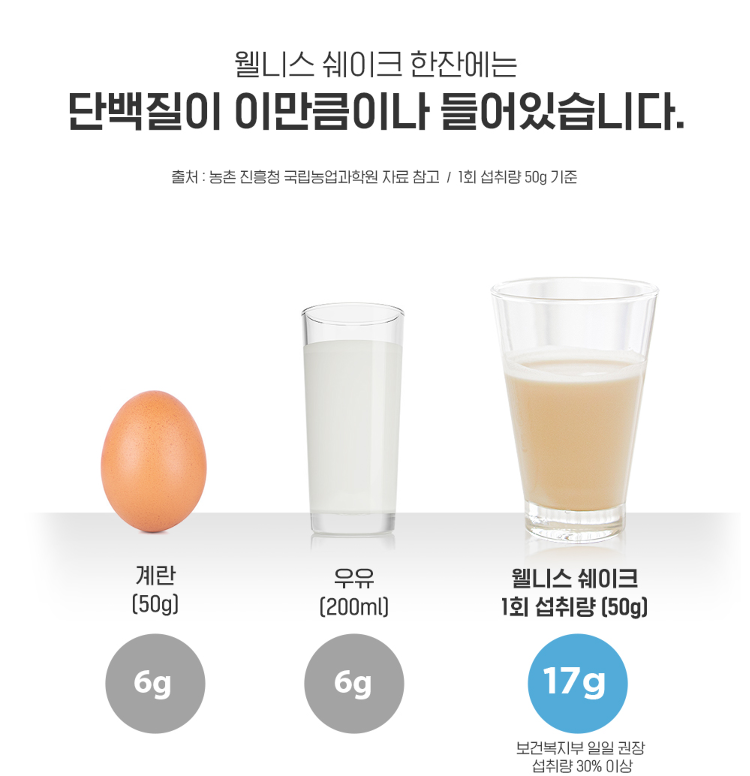 웰니스 쉐이크 한잔에는
단백질이 이만큼이나 들어있습니다.
출처 : 농촌 진흥청 국립농업과학원 자료 참고 / 1회 섭취량 50g 기준
계란
(50g)
우유
(200ml)
웰니스 쉐이크
1회 섭취량 (50g)
6g
6g
17g
보건복지부 일일 권장
섭취량 30% 이상